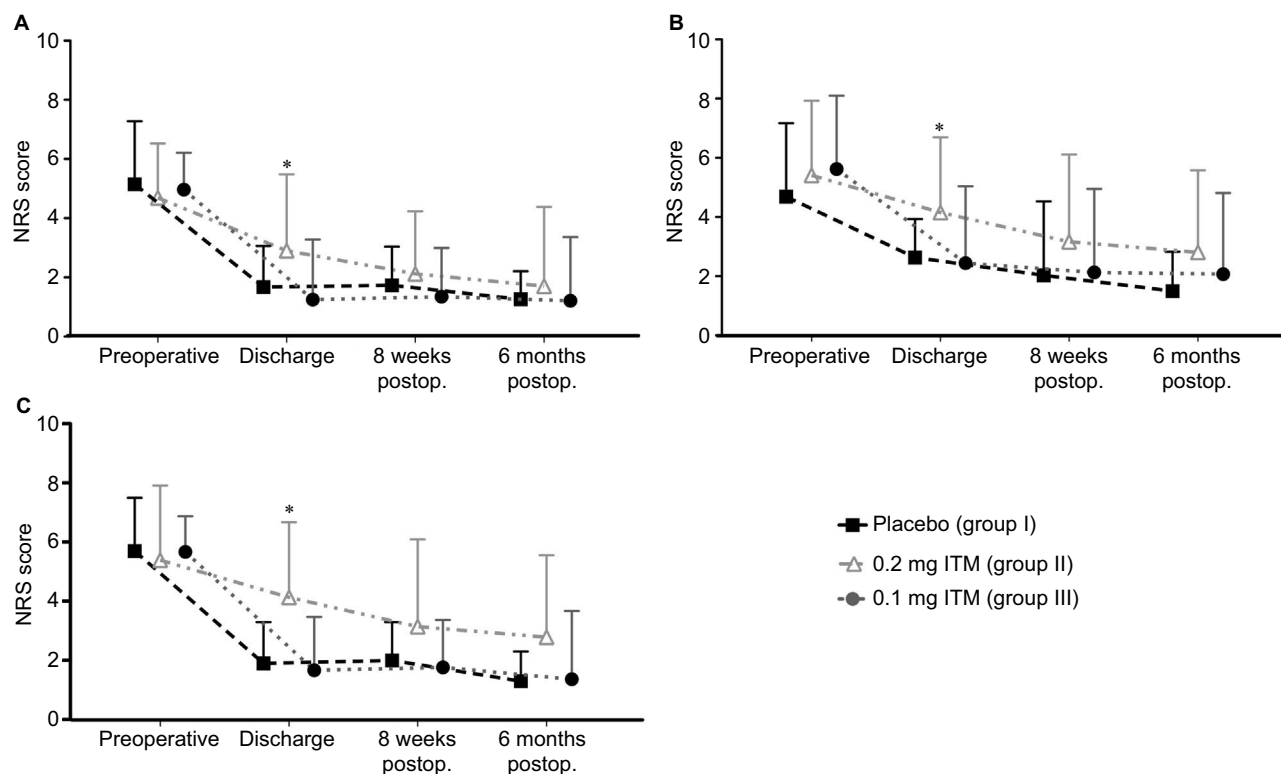 A
10
8
6
4
2
0
NRS score
*
Preoperative
Discharge
8 weeks
postop.
6 months
postop.
B
10
8
6
4
2
0
NRS score
*
Preoperative
Discharge
8 weeks
postop.
6 months
postop.
C
10
8
6
4
2
0
NRS score
*
Preoperative
Discharge
8 weeks
postop.
6 months
postop.
Placebo (group I)
0.2 mg ITM (group II)
0.1 mg ITM (group III)